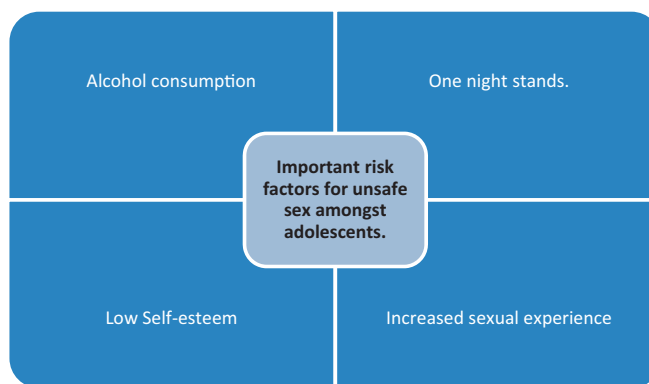 Alcohol consumption
One night stands.
Important risk
factors for unsafe
sex amongst
adolescents.
Low Self-esteem
Increased sexual experience